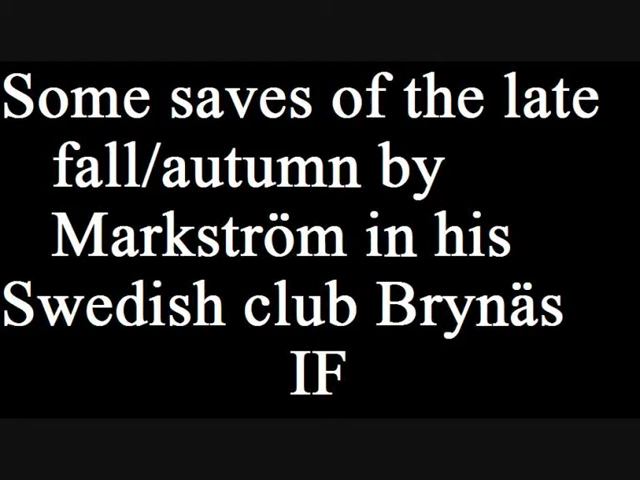 Some saves of the late
fall/autumn by
Markström in his
Swedish club Brynäs
IF